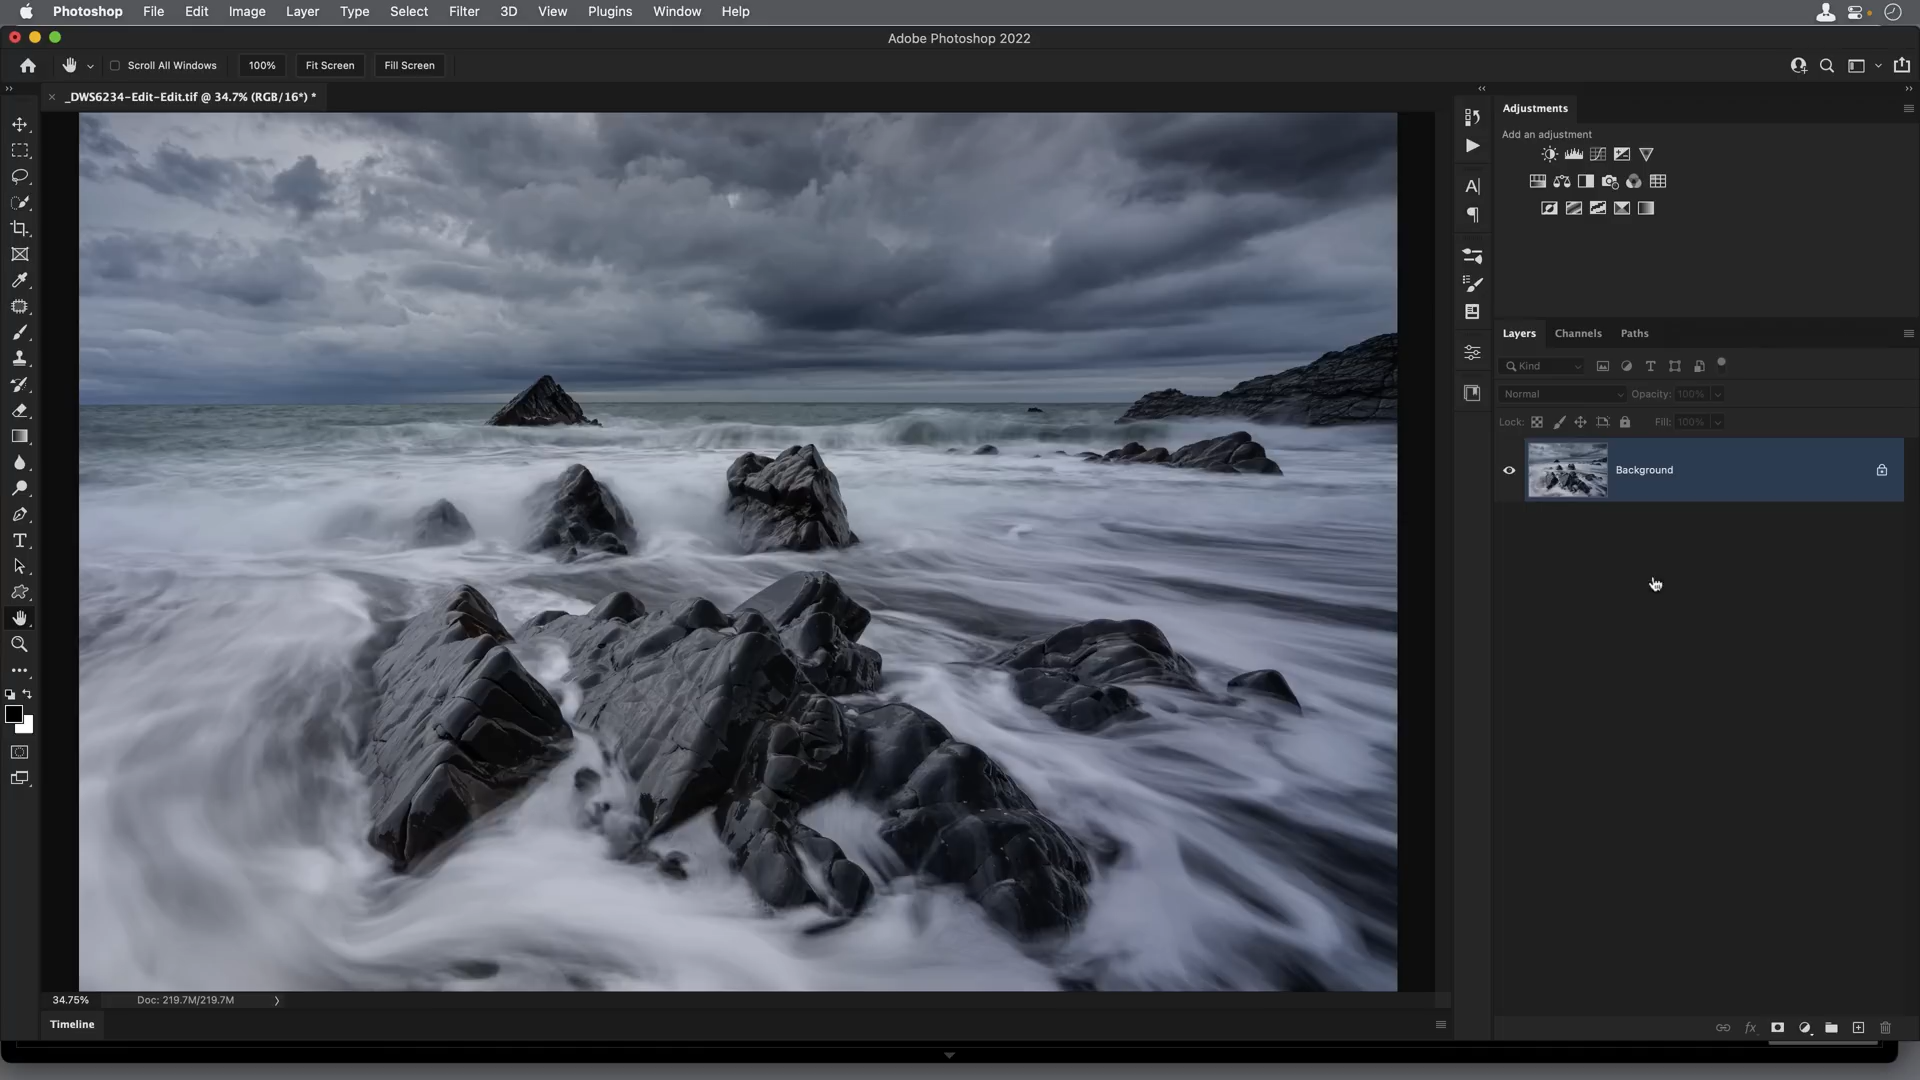 Photoshop File Edit Image Layer Type Select Filter 3D View Plugins Window Help
Adobe Photoshop 2022
Scroll All Windows 100% Fit Screen Fill Screen
_DWS6234-Edit-Edit.tif @ 34.7% (RGB/16*) *
Adjustments
Add an adjustment
Layers Channels Paths
Kind
Normal Opacity: 100%
Lock: Fill: 100%
Background
34.75% Doc: 219.7M/219.7M
Timeline